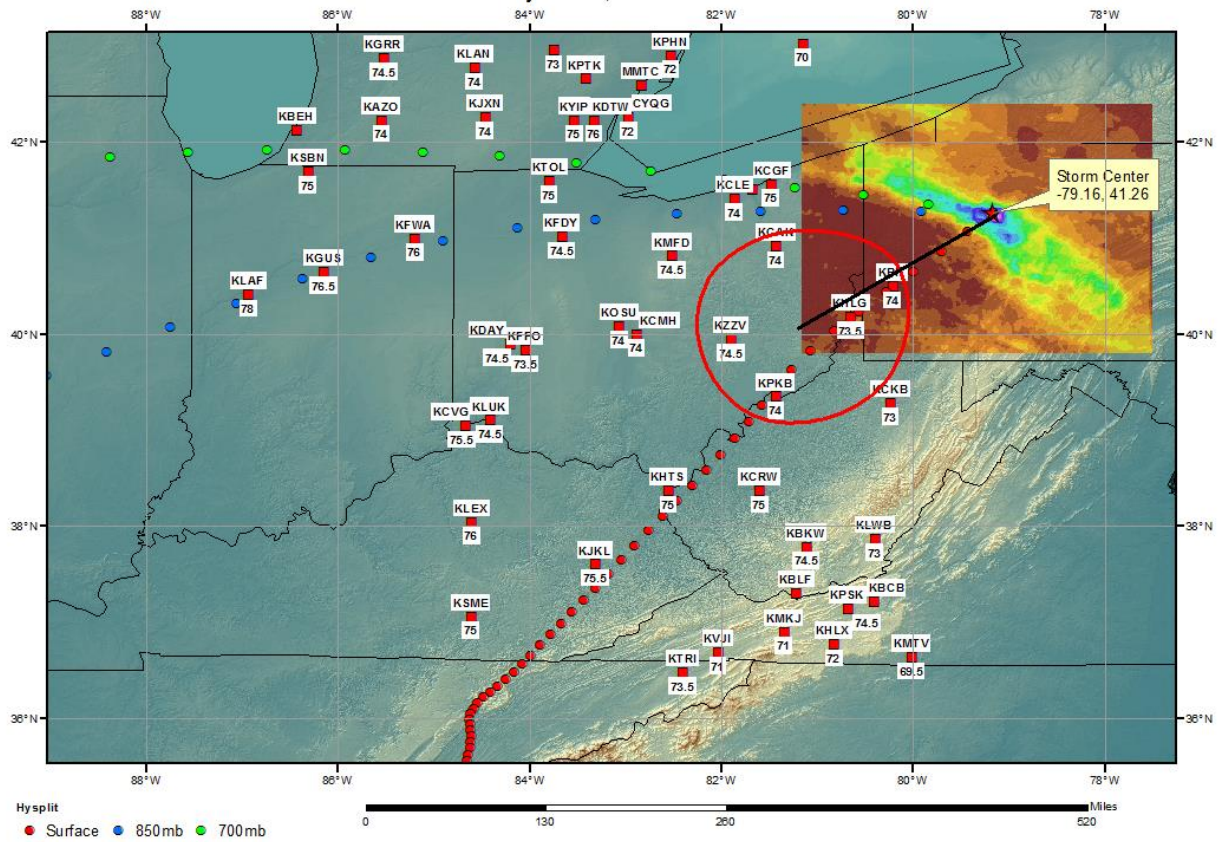 88°W 86°W 84°W 82°W 80°W 78°W
KGRR
74.5
KLAN
74
73
KPTK
KPHN
72
MMTC
70
KBEH
KAZO
74
KJXN
74
KYIP
75
KDTW
76
CYQG
72
42°N
42°N
KSBN
75
KTOL
75
KCLE
74
KCGF
75
Storm Center
-79.16, 41.26
KFWA
76
KFDY
74.5
KMFD
74.5
KCAK
74
KGUS
76.5
KLAF
78
74
KHLG
73.5
KOSU
74
KCMH
74
KZZV
74.5
40°N
40°N
KDAY
74.5
KFFO
73.5
KPKB
74
KCKB
73
KCVG
75.5
KLUK
74.5
KHTS
75
KCRW
75
KLEX
76
38°N
38°N
KBKW
74.5
KLWB
73
KJKL
75.5
KBLF
KPSK
KBCB
74.5
KSME
75
KMKJ
71
KHLX
72
KMTV
69.5
KVJI
71
KTRI
73.5
36°N
36°N
88°W 86°W 84°W 82°W 80°W 78°W
Hysplit
Surface 850mb 700mb
Miles
0 130 260 520